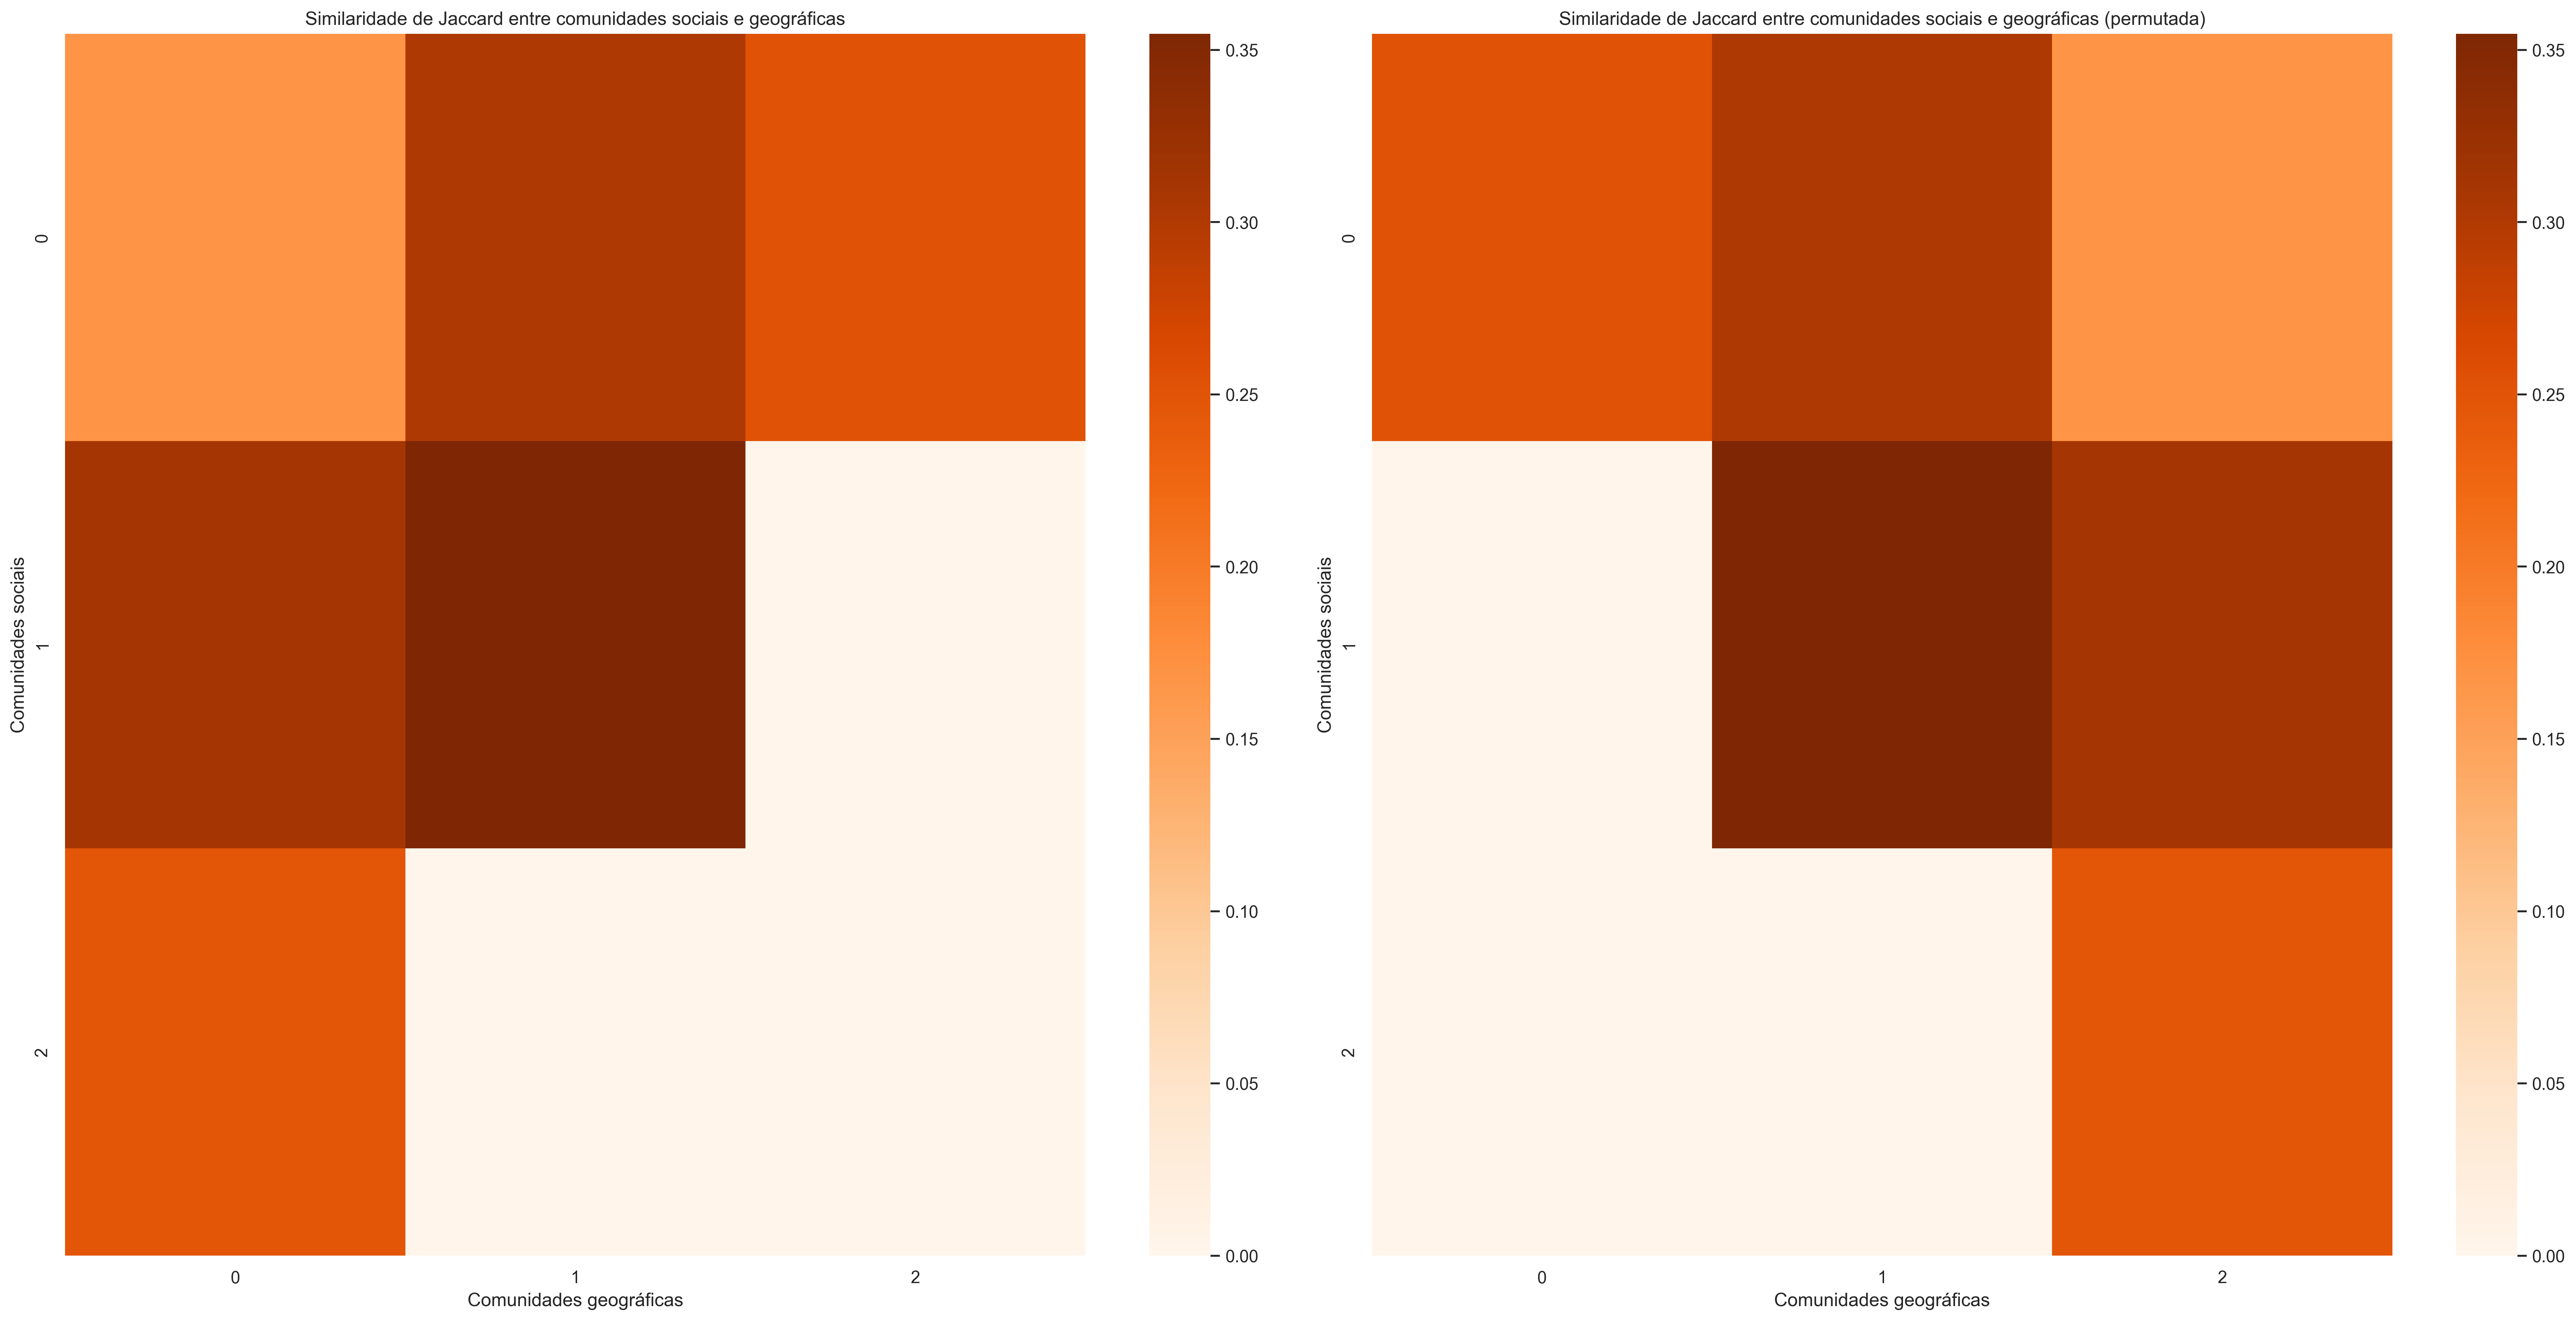 Similaridade de Jaccard entre comunidades sociais e geográficas
Comunidades sociais
0
1
2
0 1 2
Comunidades geográficas
0.35
0.30
0.25
0.20
0.15
0.10
0.05
0.00
Similaridade de Jaccard entre comunidades sociais e geográficas (permutada)
Comunidades sociais
0
1
2
0 1 2
Comunidades geográficas
0.35
0.30
0.25
0.20
0.15
0.10
0.05
0.00